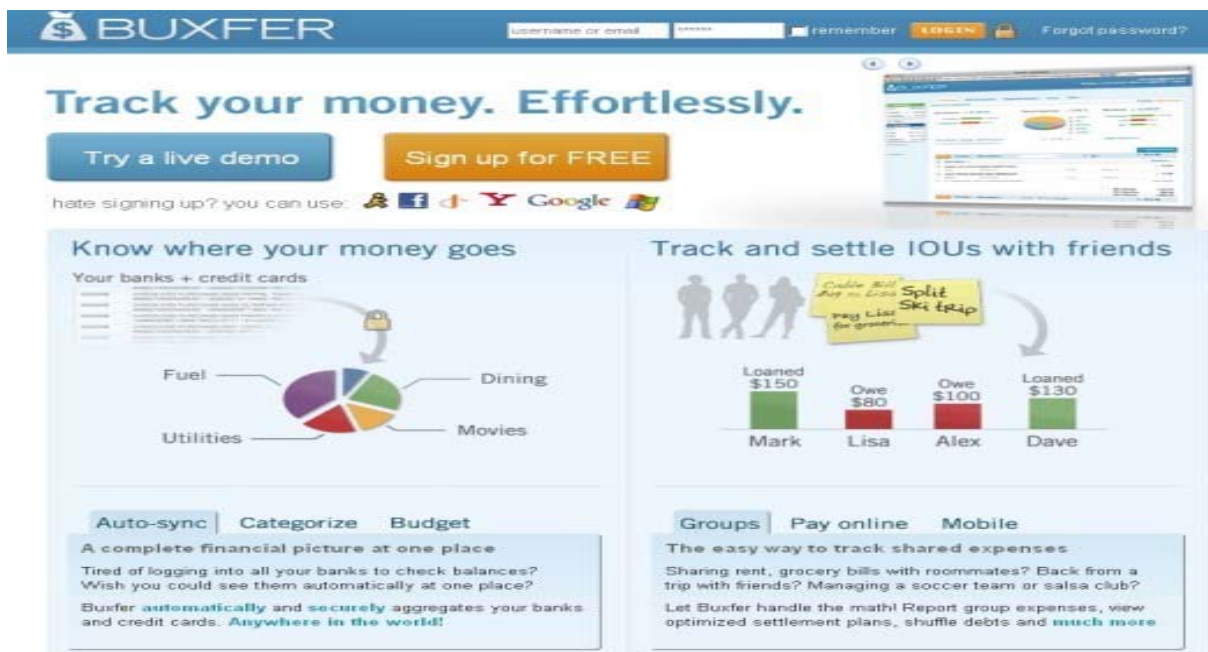 BUXFER
username or email
remember
LOGIN
Forgot password?
Track your money. Effortlessly.
Try a live demo
Sign up for FREE
hate signing up? you can use:
Google
Know where your money goes
Your banks + credit cards
Fuel
Dining
Utilities
Movies
Track and settle IOUs with friends
Cable Bill
Pay List
Split
Ski trip
Loaned
$150
Owe
$80
Owe
$100
Loaned
$130
Mark
Lisa
Alex
Dave
Auto-sync
Categorize
Budget
A complete financial picture at one place
Tired of logging into all your banks to check balances?
Wish you could see them automatically at one place?
Buxfer automatically and securely aggregates your banks
and credit cards. Anywhere in the world!
Groups
Pay online
Mobile
The easy way to track shared expenses
Sharing rent, grocery bills with roommates? Back from a
trip with friends? Managing a soccer team or salsa club?
Let Buxfer handle the math! Report group expenses, view
optimized settlement plans, shuffle debts and much more